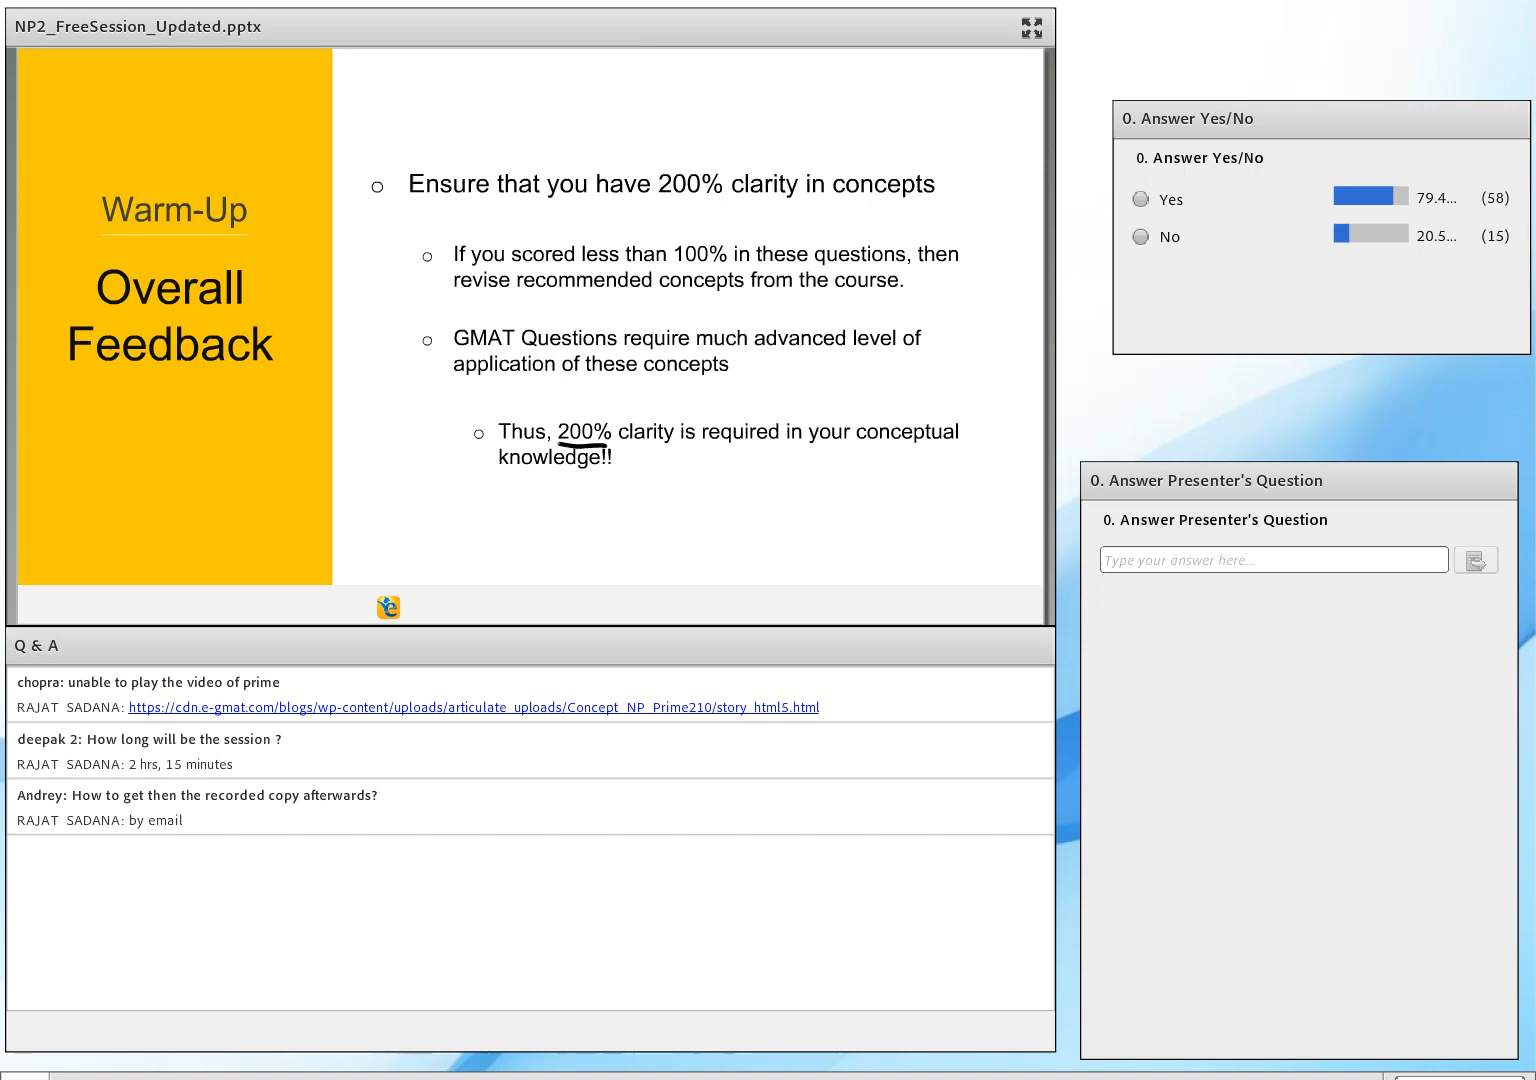 NP2_FreeSession_Updated.pptx
Warm-Up
Overall
Feedback
Ensure that you have 200% clarity in concepts
If you scored less than 100% in these questions, then
revise recommended concepts from the course.
GMAT Questions require much advanced level of
application of these concepts
Thus, 200% clarity is required in your conceptual
knowledge!!
Q & A
chopra: unable to play the video of prime
RAJAT SADANA: https://cdn.e-gmat.com/blogs/wp-content/uploads/articulate_uploads/Concept_NP_Prime210/story_html5.html
deepak 2: How long will be the session ?
RAJAT SADANA: 2 hrs, 15 minutes
Andrey: How to get then the recorded copy afterwards?
RAJAT SADANA: by email
0. Answer Yes/No
0. Answer Yes/No
Yes 79.4... (58)
No 20.5... (15)
0. Answer Presenter's Question
0. Answer Presenter's Question
Type your answer here...